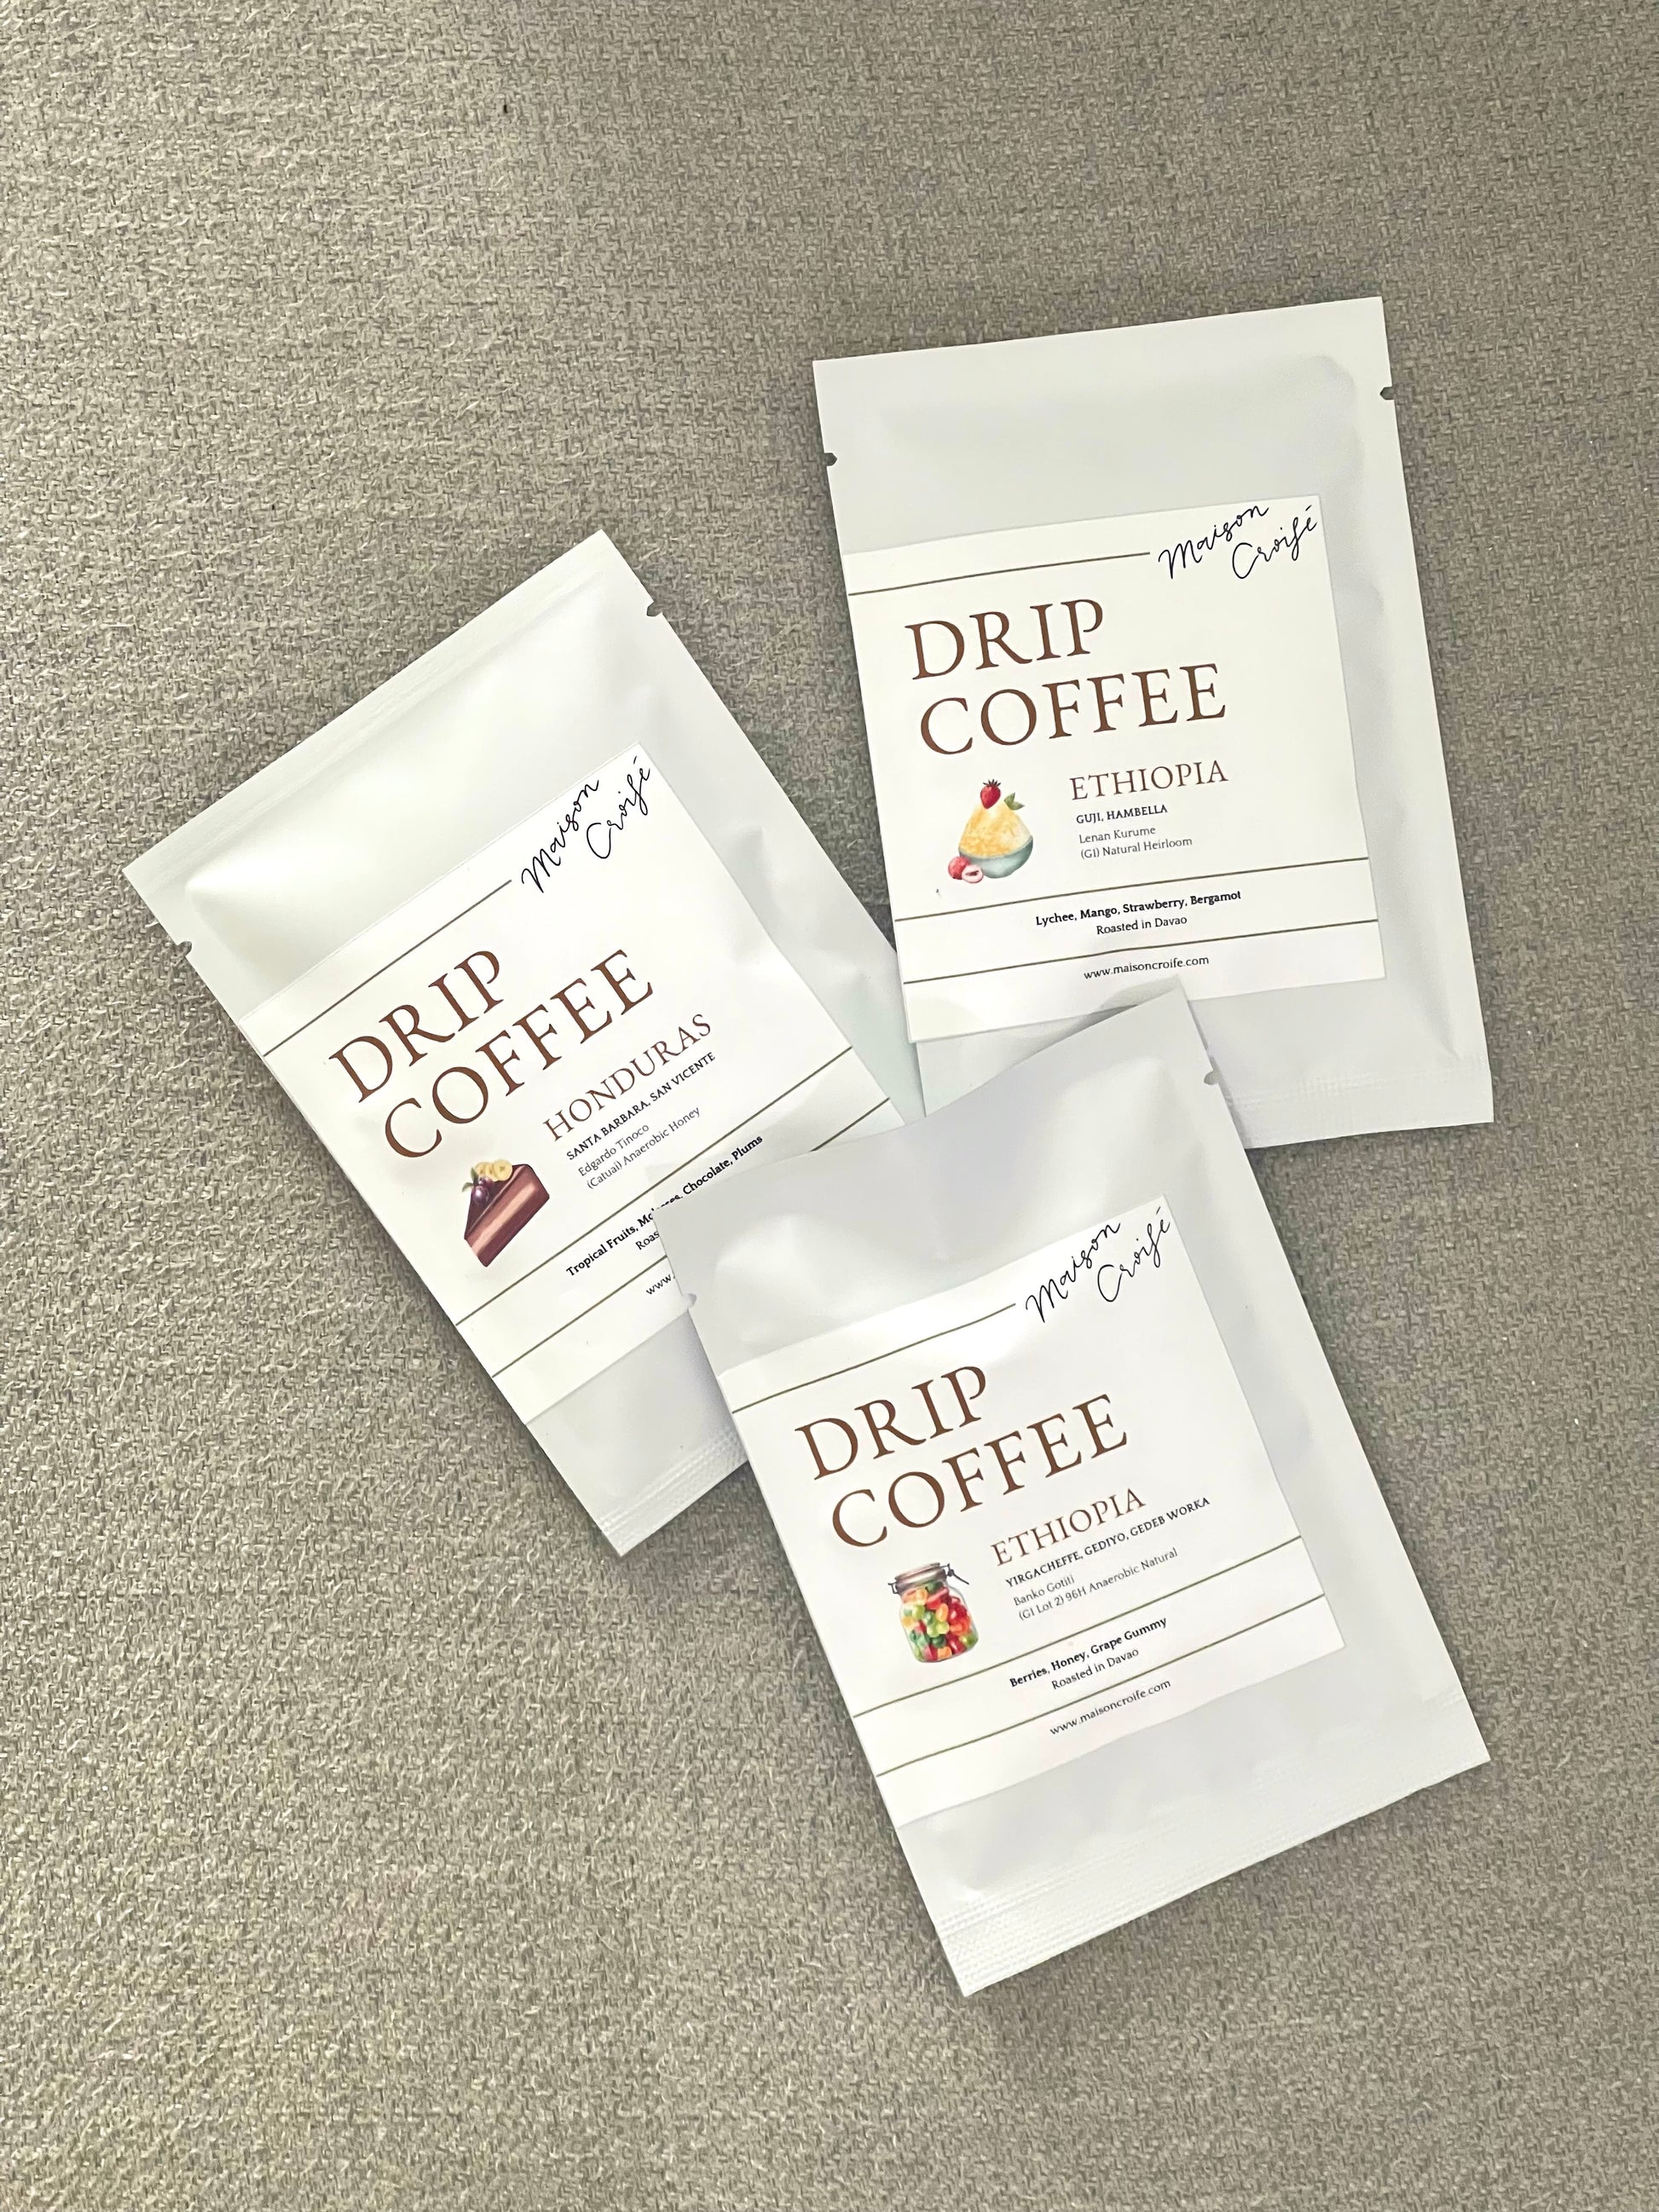 Maison
Croifé
DRIP
COFFEE
ETHIOPIA
GUJI, HAMBELLA
Lenan Kurume
(G1) Natural Heirloom
Lychee, Mango, Strawberry, Bergamot
Roasted in Davao
www.maisoncroife.com
Maison
Croifé
DRIP
COFFEE
HONDURAS
SANTA BARBARA, SAN VICENTE
Edgardo Tinoco
(Catuai) Anaerobic Honey
Tropical Fruits, Chocolate, Plums
www.
Maison
Croifé
DRIP
COFFEE
ETHIOPIA
YIRGACHEFFE, GEDIYO, GEDEB WORKA
Banko Gotiti
(G1 Lot 2) 96H Anaerobic Natural
Berries, Honey, Grape Gummy
Roasted in Davao
www.maisoncroife.com